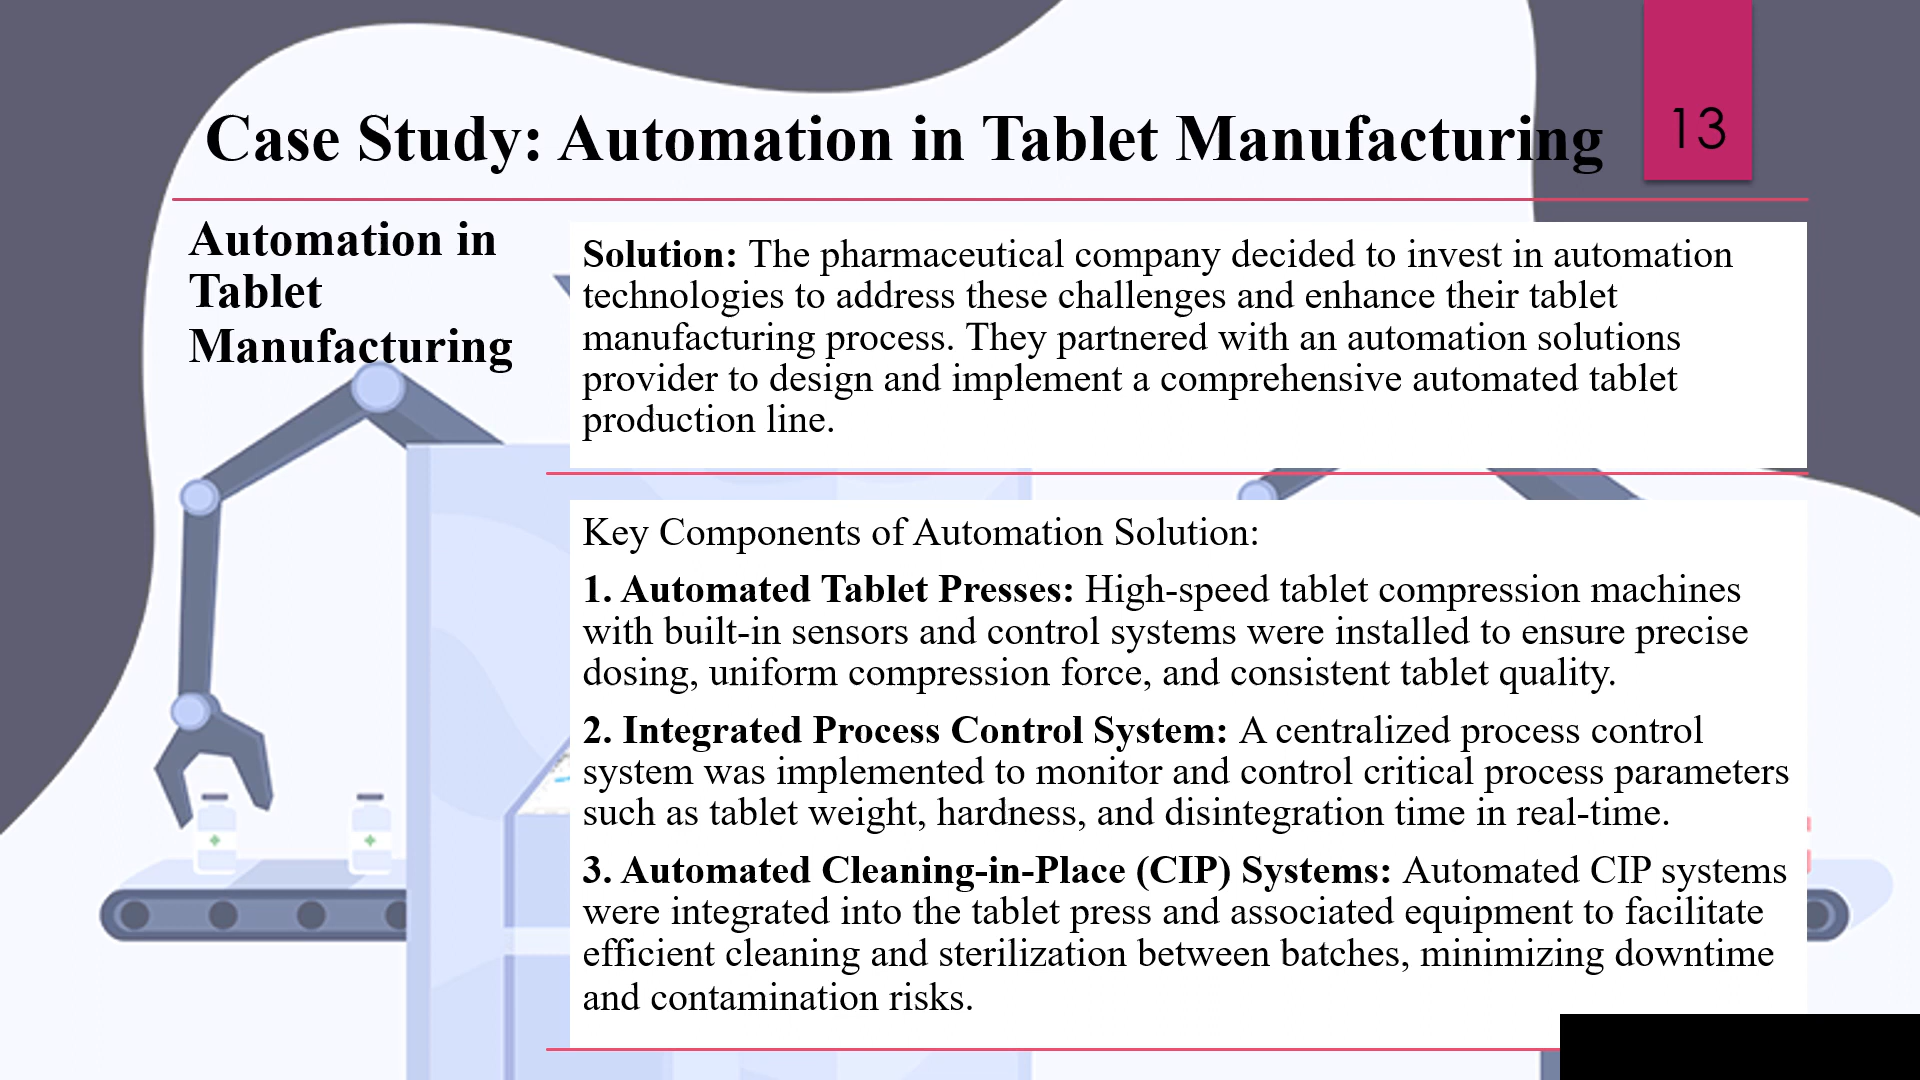 Case Study: Automation in Tablet Manufacturing
13
Automation in
Tablet
Manufacturing
Solution: The pharmaceutical company decided to invest in automation
technologies to address these challenges and enhance their tablet
manufacturing process. They partnered with an automation solutions
provider to design and implement a comprehensive automated tablet
production line.
Key Components of Automation Solution:
1. Automated Tablet Presses: High-speed tablet compression machines
with built-in sensors and control systems were installed to ensure precise
dosing, uniform compression force, and consistent tablet quality.
2. Integrated Process Control System: A centralized process control
system was implemented to monitor and control critical process parameters
such as tablet weight, hardness, and disintegration time in real-time.
3. Automated Cleaning-in-Place (CIP) Systems: Automated CIP systems
were integrated into the tablet press and associated equipment to facilitate
efficient cleaning and sterilization between batches, minimizing downtime
and contamination risks.